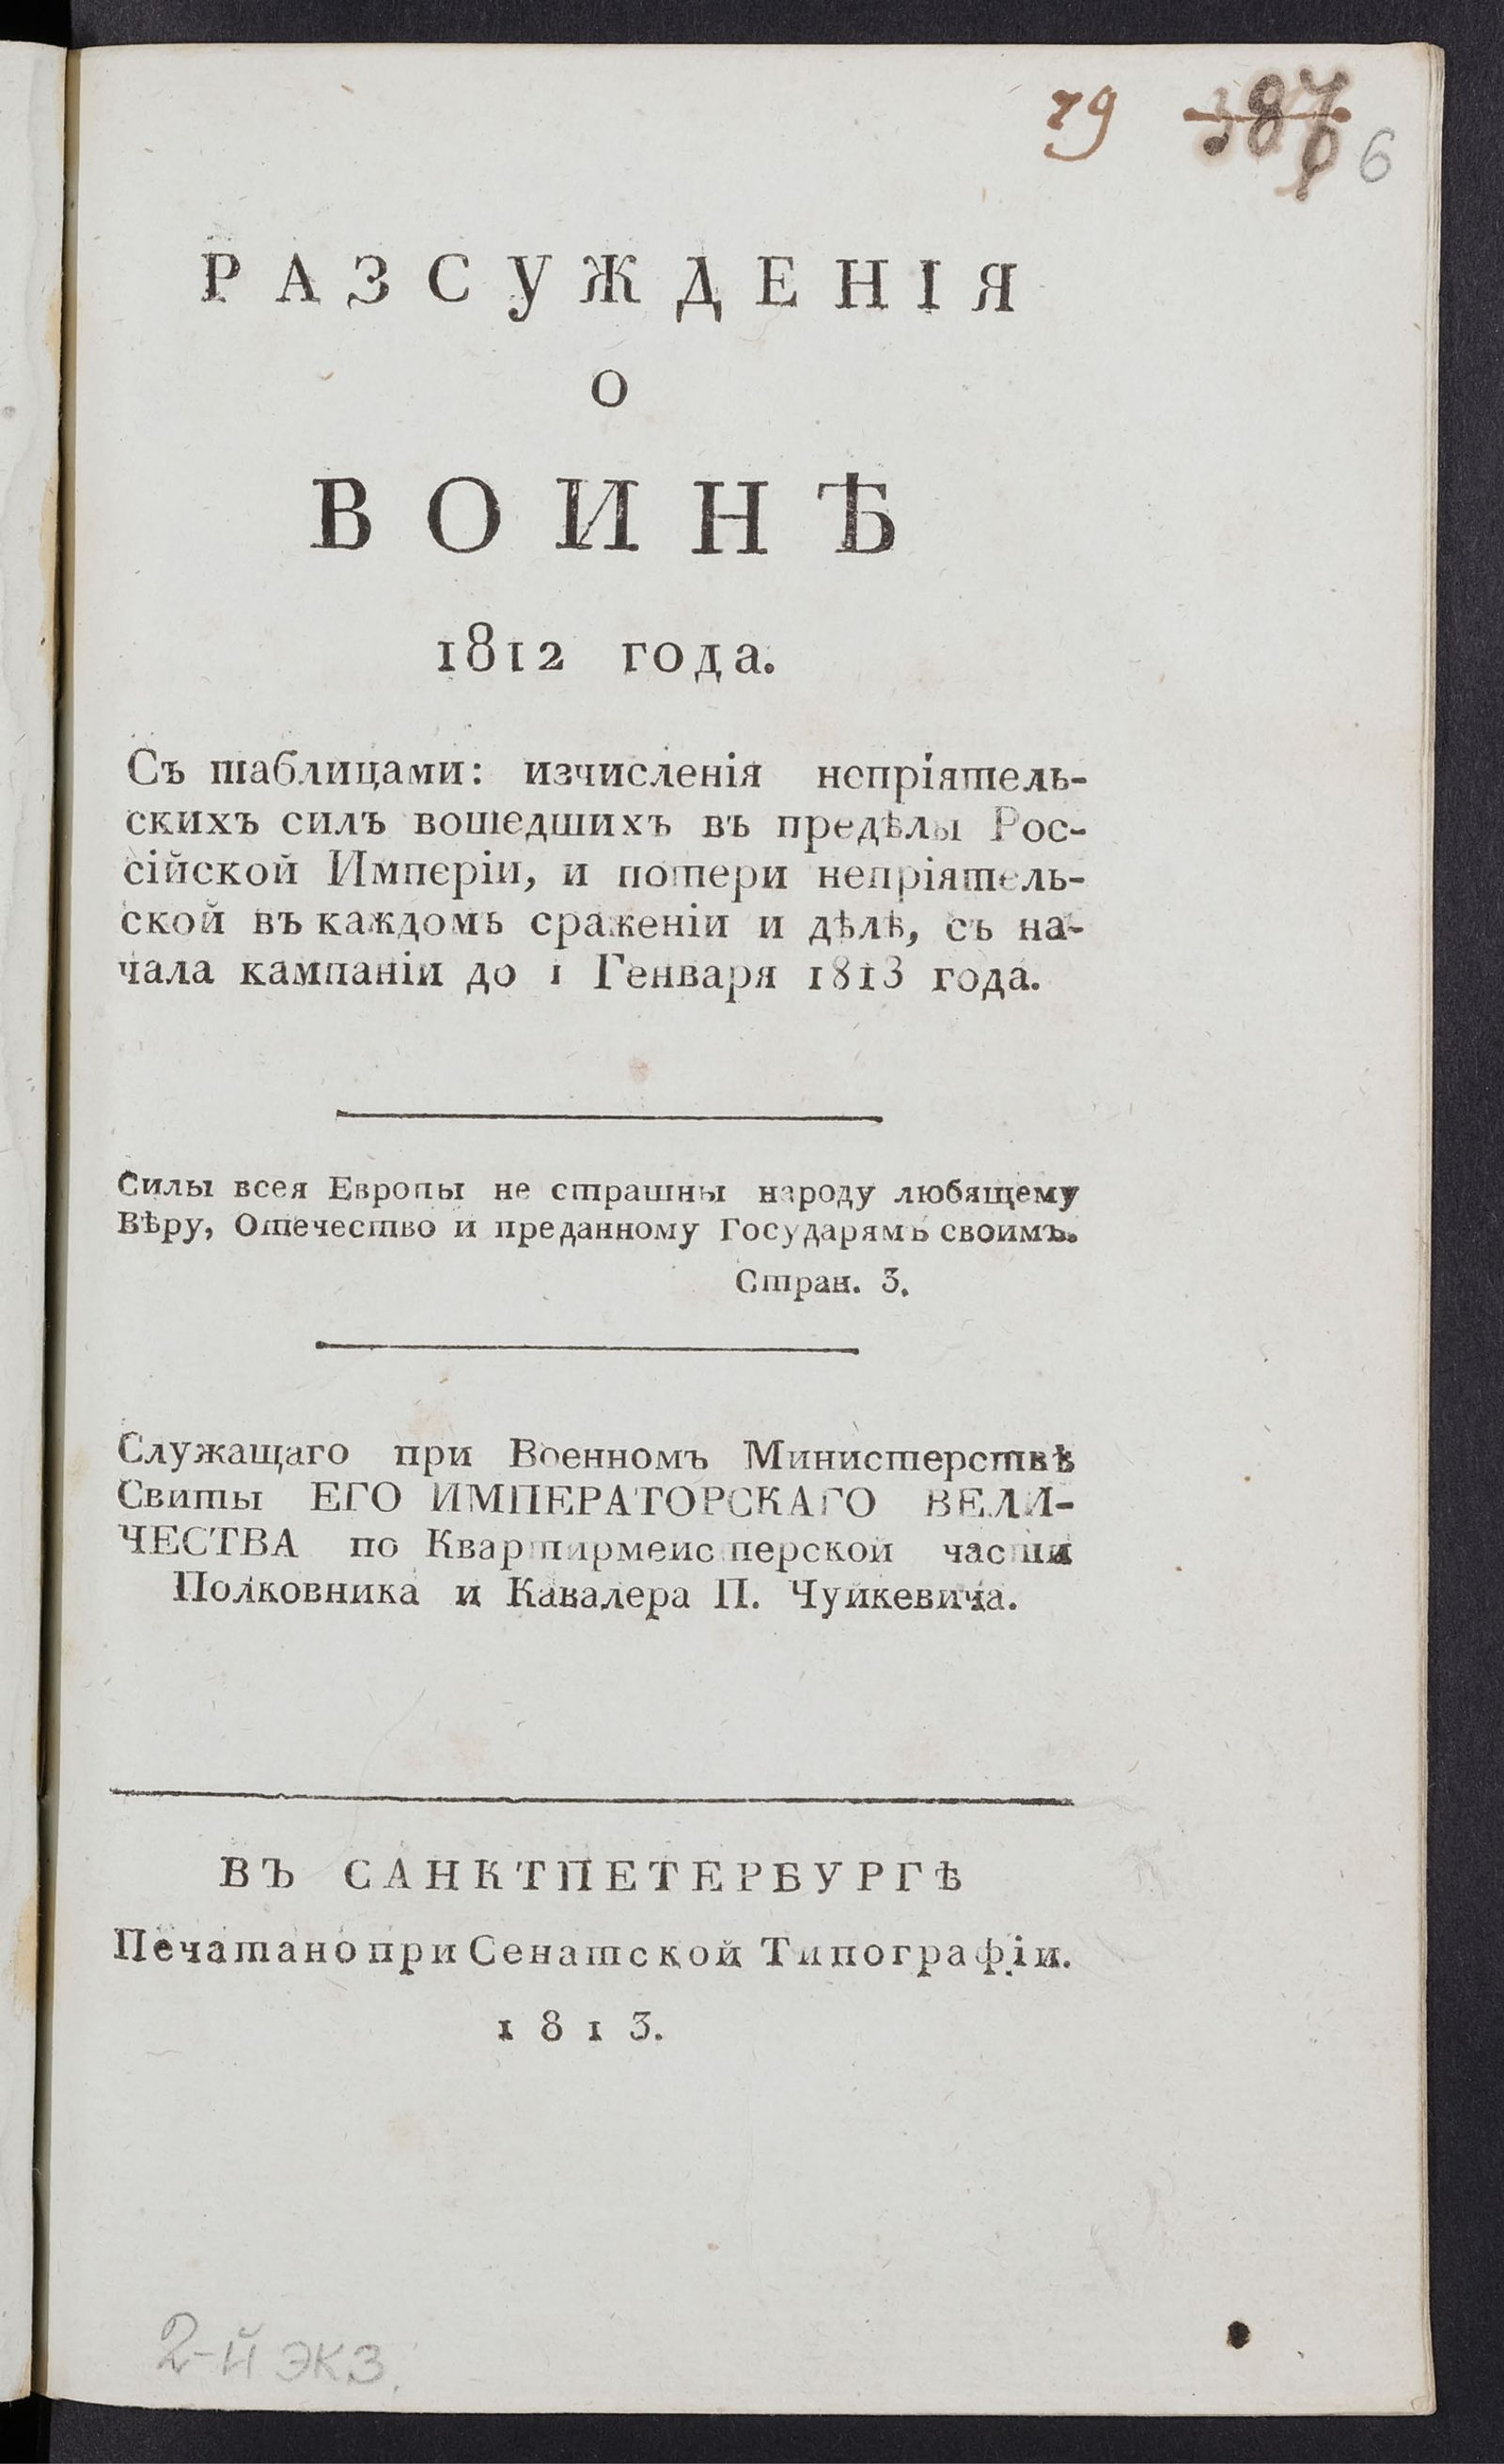 79 6
РАЗСУЖДЕНІЯ
О
ВОИНѢ
1812 года.
Съ таблицами: изчисленія непріятель-
скихъ силъ вошедшихъ въ предѣлы Рос-
сійской Имперіи, и потери непріятель-
ской въ каждомъ сраженіи и дѣлѣ, съ на-
чала кампаніи до 1 Генваря 1813 года.
Силы всея Европы не страшны народу любящему
Вѣру, Отечество и преданному Государямъ своимъ.
Стран. 3.
Служащаго при Военномъ Министерствѣ
Свиты ЕГО ИМПЕРАТОРСКАГО ВЕЛИ-
ЧЕСТВА по Квартирмейстерской части
Полковника и Кавалера П. Чуйкевича.
ВЪ САНКТПЕТЕРБУРГѢ
Печатано при Сенатской Типографіи.
1813.
2-й экз.